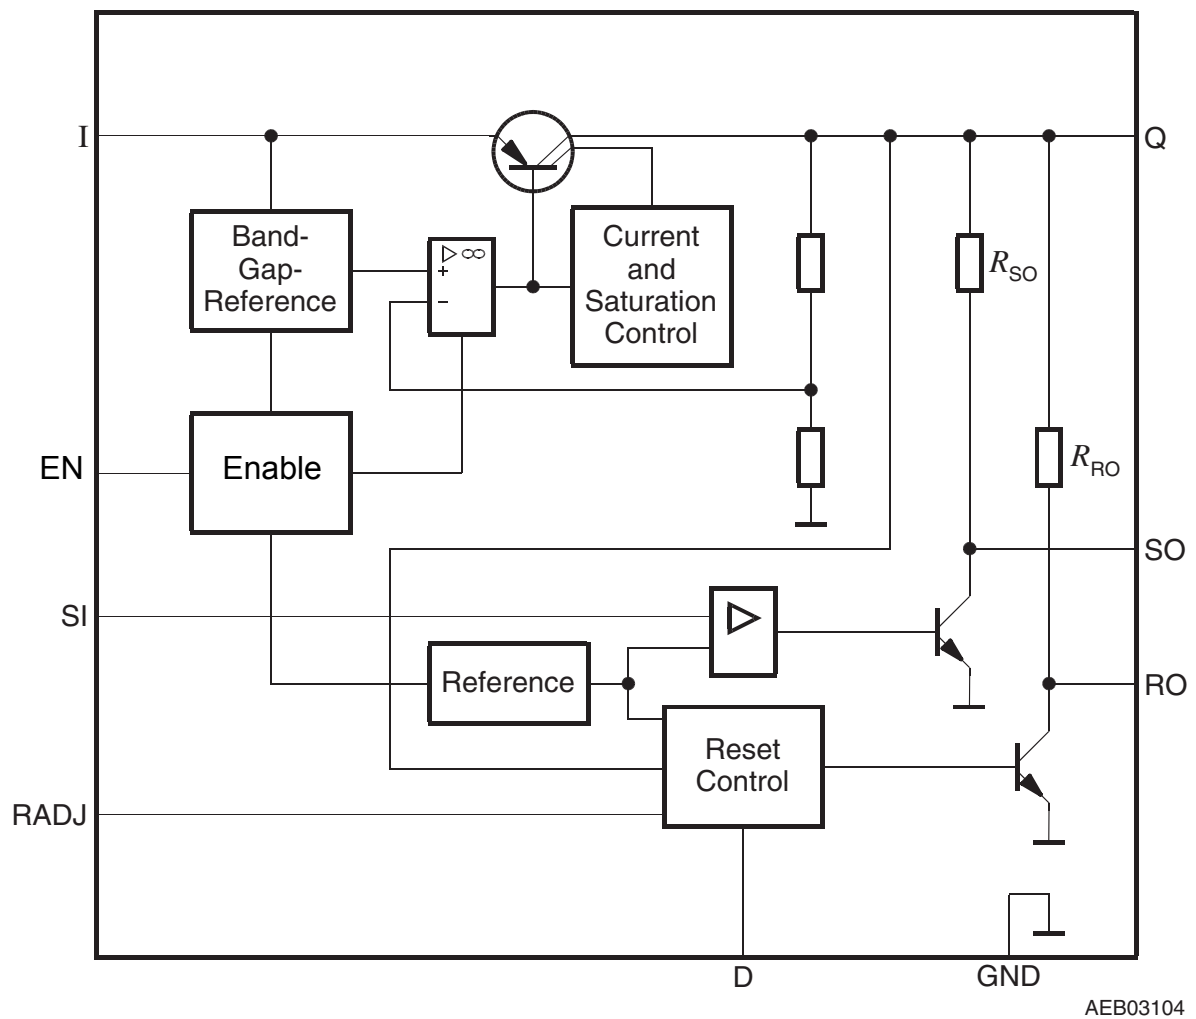 I
Q
Band-
Gap-
Reference
▷ ∞
+
−
Current
and
Saturation
Control
R_SO
EN
Enable
R_RO
SO
SI
Reference
RO
Reset
Control
RADJ
D
GND
AEB03104